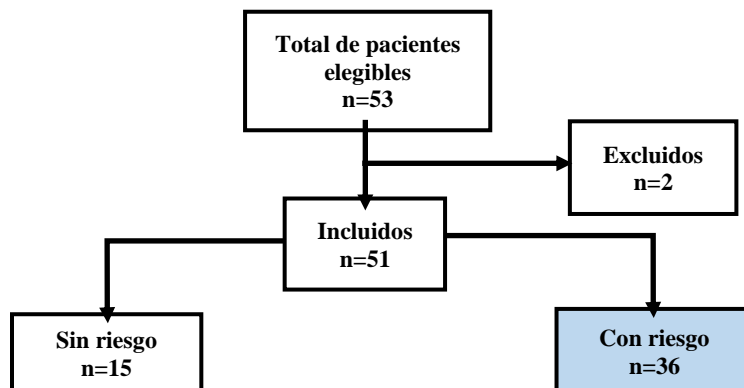 Total de pacientes
elegibles
n=53
Excluidos
n=2
Incluidos
n=51
Sin riesgo
n=15
Con riesgo
n=36